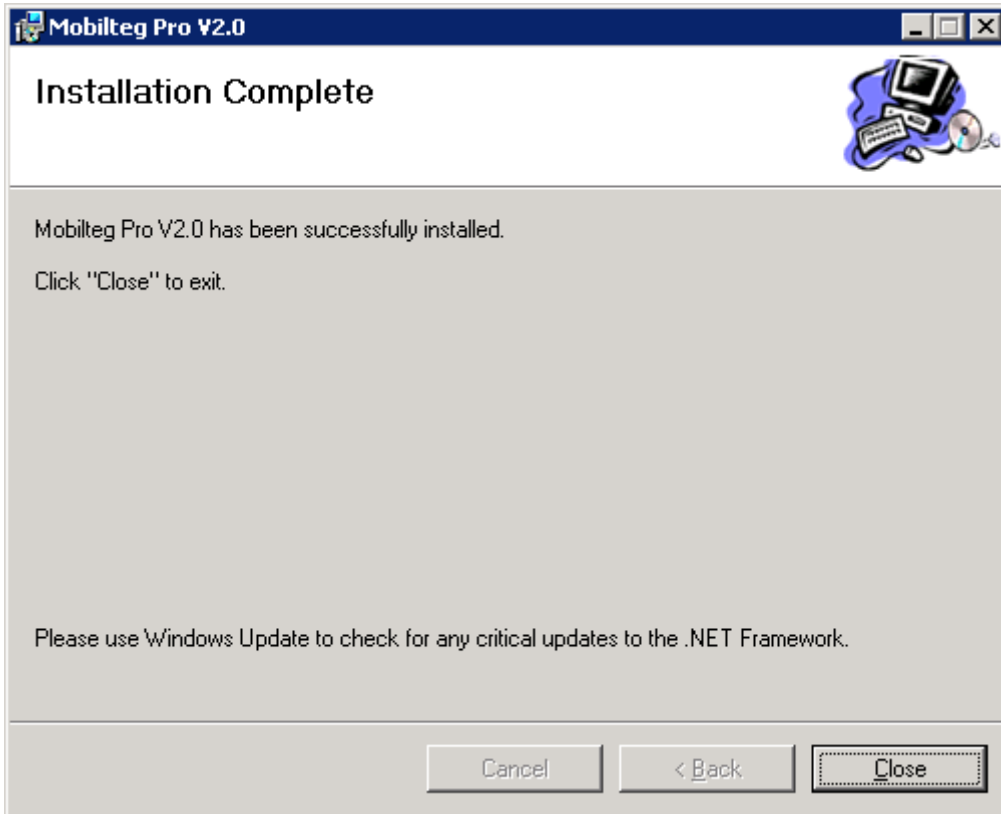 Mobilteg Pro V2.0
Installation Complete
Mobilteg Pro V2.0 has been successfully installed.
Click "Close" to exit.
Please use Windows Update to check for any critical updates to the .NET Framework.
Cancel
< Back
Close